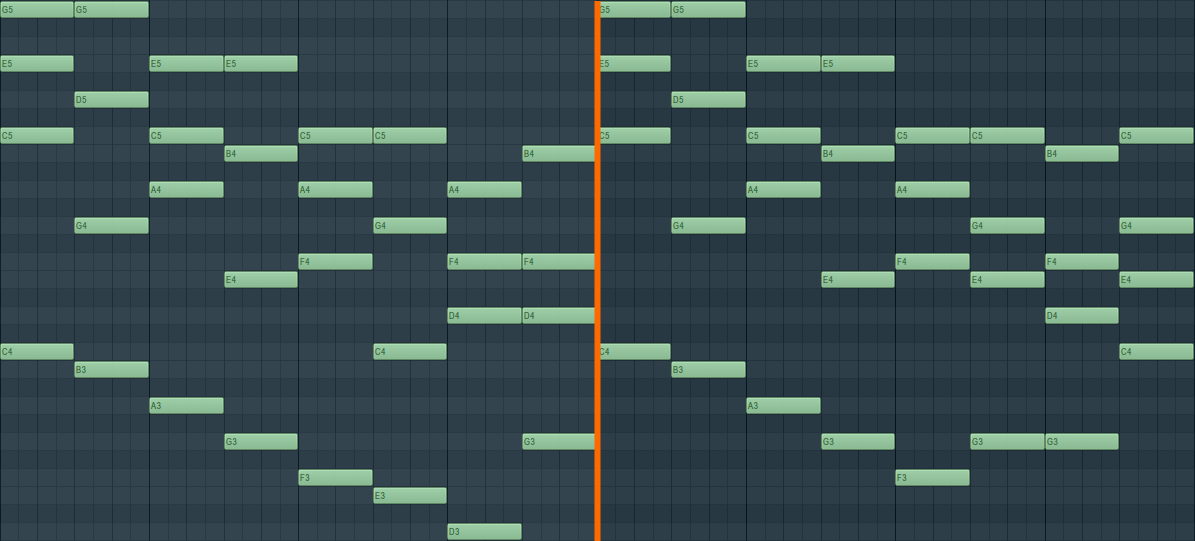 G5 G5 G5 G5
E5 E5 E5 E5 E5 E5
D5 D5
C5 C5 C5 C5 C5 C5 C5 C5 C5
B4 B4 B4 B4
A4 A4 A4 A4 A4
G4 G4 G4 G4 G4
F4 F4 F4 F4 F4
E4 E4 E4 E4
D4 D4 D4
C4 C4 C4 C4
B3 B3
A3 A3
G3 G3 G3 G3 G3
F3 F3
E3
D3